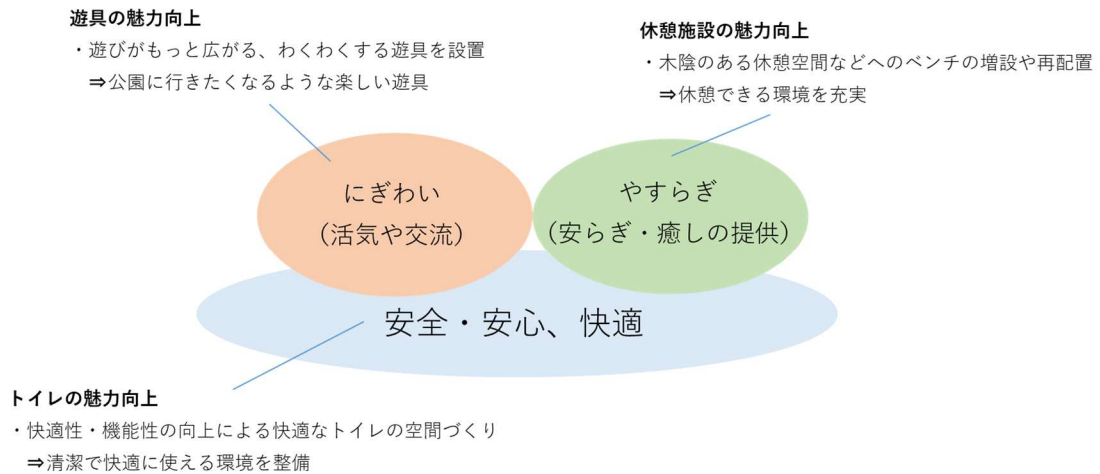 遊具の魅力向上
・遊びがもっと広がる、わくわくする遊具を設置
⇒公園に行きたくなるような楽しい遊具
休憩施設の魅力向上
・木陰のある休憩空間などへのベンチの増設や再配置
⇒休憩できる環境を充実
にぎわい
（活気や交流）
やすらぎ
（安らぎ・癒しの提供）
安全・安心、快適
トイレの魅力向上
・快適性・機能性の向上による快適なトイレの空間づくり
⇒清潔で快適に使える環境を整備